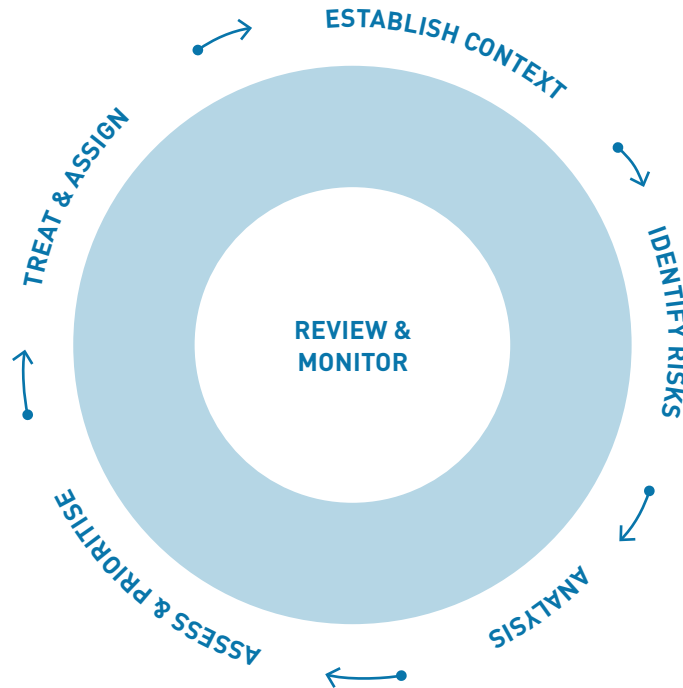 ESTABLISH CONTEXT
IDENTIFY RISKS
ANALYSIS
ASSESS & PRIORITISE
TREAT & ASSIGN
REVIEW &
MONITOR